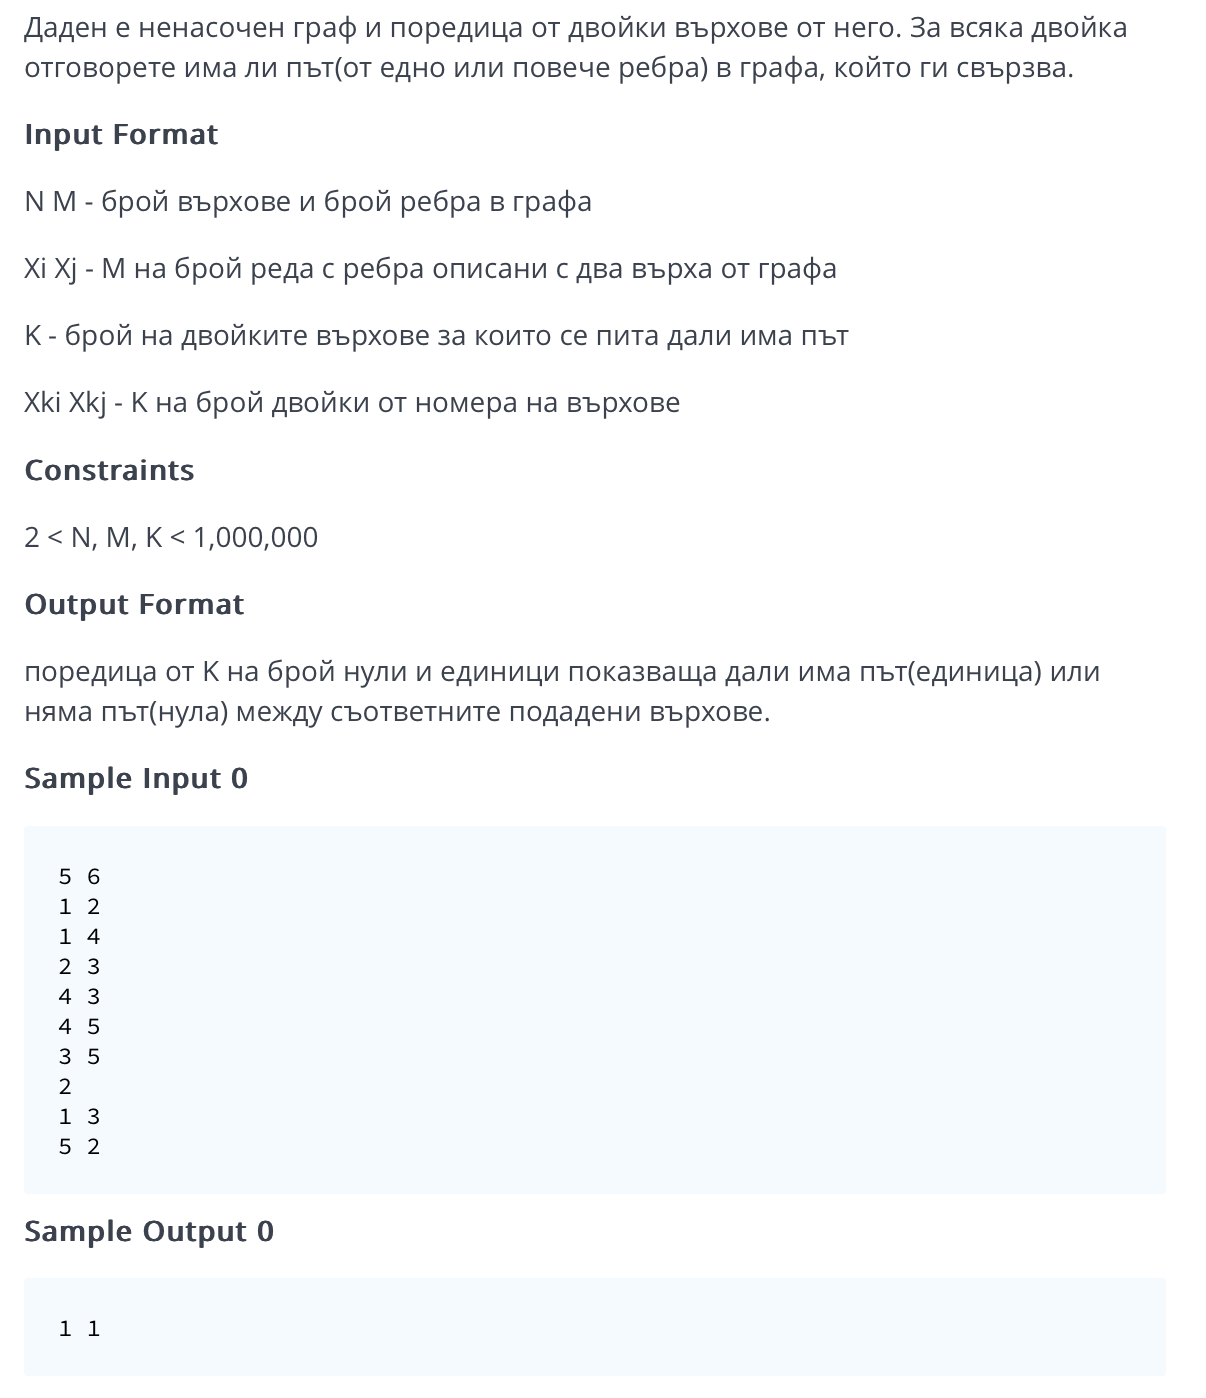 Даден е ненасочен граф и поредица от двойки върхове от него. За всяка двойка
отговорете има ли път(от едно или повече ребра) в графа, който ги свързва.
Input Format
N M - брой върхове и брой ребра в графа
Xi Xj - M на брой реда с ребра описани с два върха от графа
K - брой на двойките върхове за които се пита дали има път
Xki Xkj - K на брой двойки от номера на върхове
Constraints
2 < N, M, K < 1,000,000
Output Format
поредица от K на брой нули и единици показваща дали има път(единица) или
няма път(нула) между съответните подадени върхове.
Sample Input 0
5 6
1 2
1 4
2 3
4 3
4 5
3 5
2
1 3
5 2
Sample Output 0
1 1